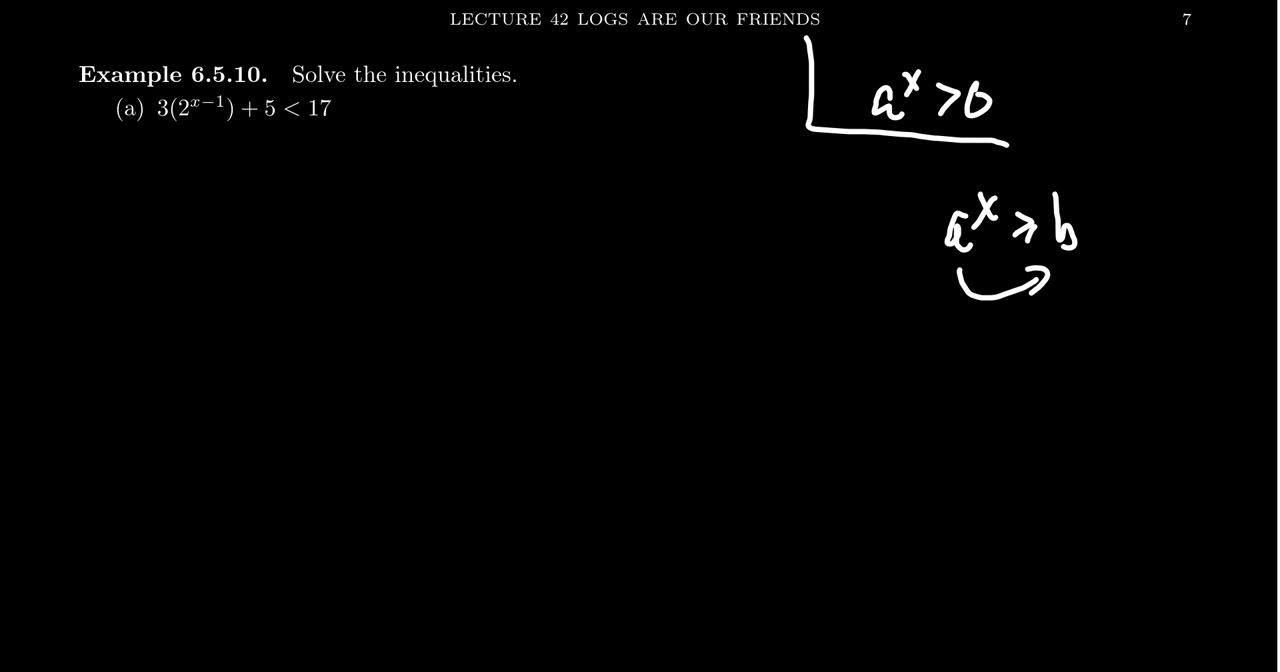 LECTURE 42 LOGS ARE OUR FRIENDS 7
Example 6.5.10. Solve the inequalities.
(a) 3(2^{x−1}) + 5 < 17
a^x > 0
a^x > b